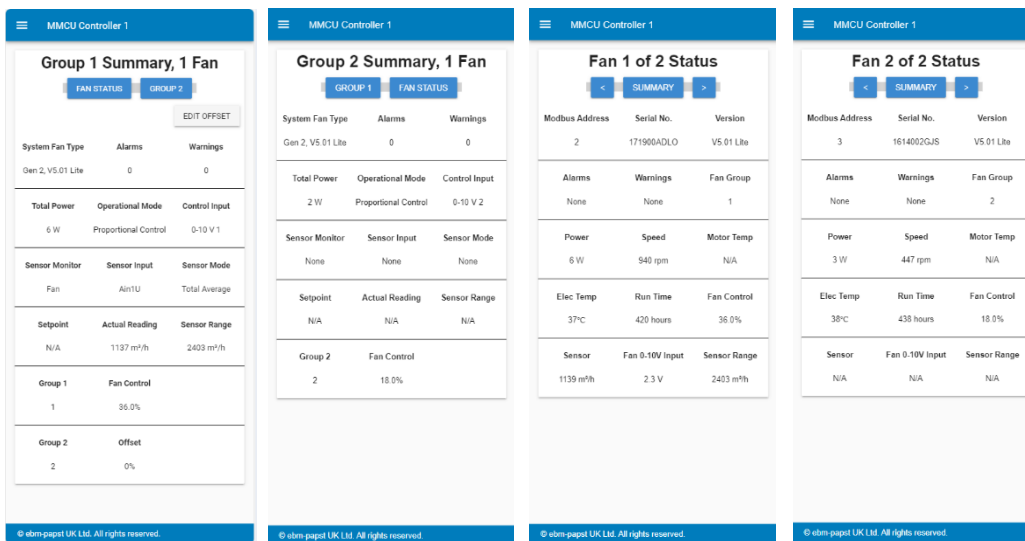 MMCU Controller 1
Group 1 Summary, 1 Fan
FAN STATUS GROUP 2
EDIT OFFSET
System Fan Type Alarms Warnings
Gen 2, V5.01 Lite 0 0
Total Power Operational Mode Control Input
6 W Proportional Control 0-10 V 1
Sensor Monitor Sensor Input Sensor Mode
Fan Ain1U Total Average
Setpoint Actual Reading Sensor Range
N/A 1137 m³/h 2403 m³/h
Group 1 Fan Control
1 36.0%
Group 2 Offset
2 0%
© ebm-papst UK Ltd. All rights reserved.
MMCU Controller 1
Group 2 Summary, 1 Fan
GROUP 1 FAN STATUS
System Fan Type Alarms Warnings
Gen 2, V5.01 Lite 0 0
Total Power Operational Mode Control Input
2 W Proportional Control 0-10 V 2
Sensor Monitor Sensor Input Sensor Mode
None None None
Setpoint Actual Reading Sensor Range
N/A N/A N/A
Group 2 Fan Control
2 18.0%
© ebm-papst UK Ltd. All rights reserved.
MMCU Controller 1
Fan 1 of 2 Status
< SUMMARY >
Modbus Address Serial No. Version
2 171900ADLO V5.01 Lite
Alarms Warnings Fan Group
None None 1
Power Speed Motor Temp
6 W 940 rpm N/A
Elec Temp Run Time Fan Control
37°C 420 hours 36.0%
Sensor Fan 0-10V Input Sensor Range
1139 m³/h 2.3 V 2403 m³/h
© ebm-papst UK Ltd. All rights reserved.
MMCU Controller 1
Fan 2 of 2 Status
< SUMMARY >
Modbus Address Serial No. Version
3 1614002GJS V5.01 Lite
Alarms Warnings Fan Group
None None 2
Power Speed Motor Temp
3 W 447 rpm N/A
Elec Temp Run Time Fan Control
38°C 438 hours 18.0%
Sensor Fan 0-10V Input Sensor Range
N/A N/A N/A
© ebm-papst UK Ltd. All rights reserved.